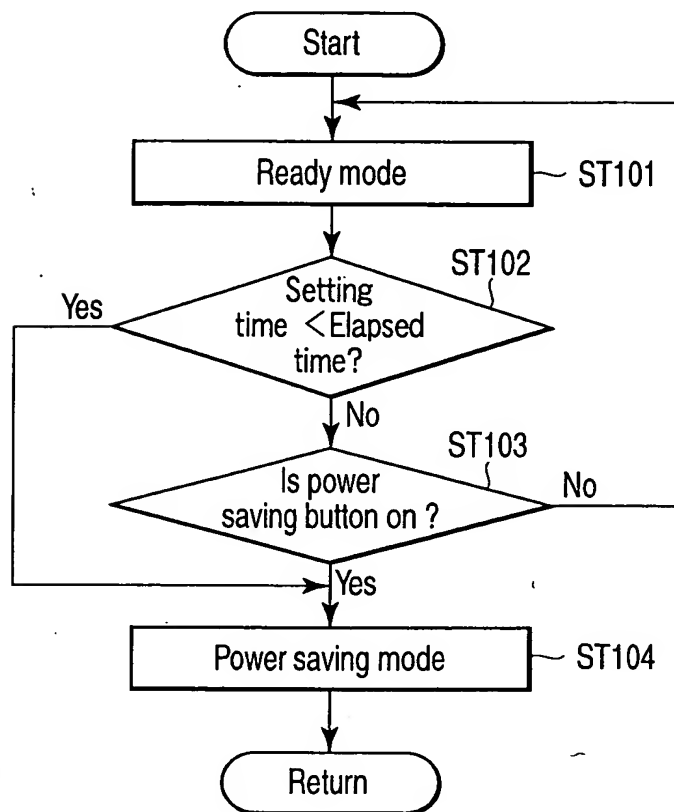 Start
Ready mode
ST101
ST102
Yes
Setting
time <Elapsed
time?
No
ST103
Is power
saving button on ?
No
Yes
Power saving mode
ST104
Return